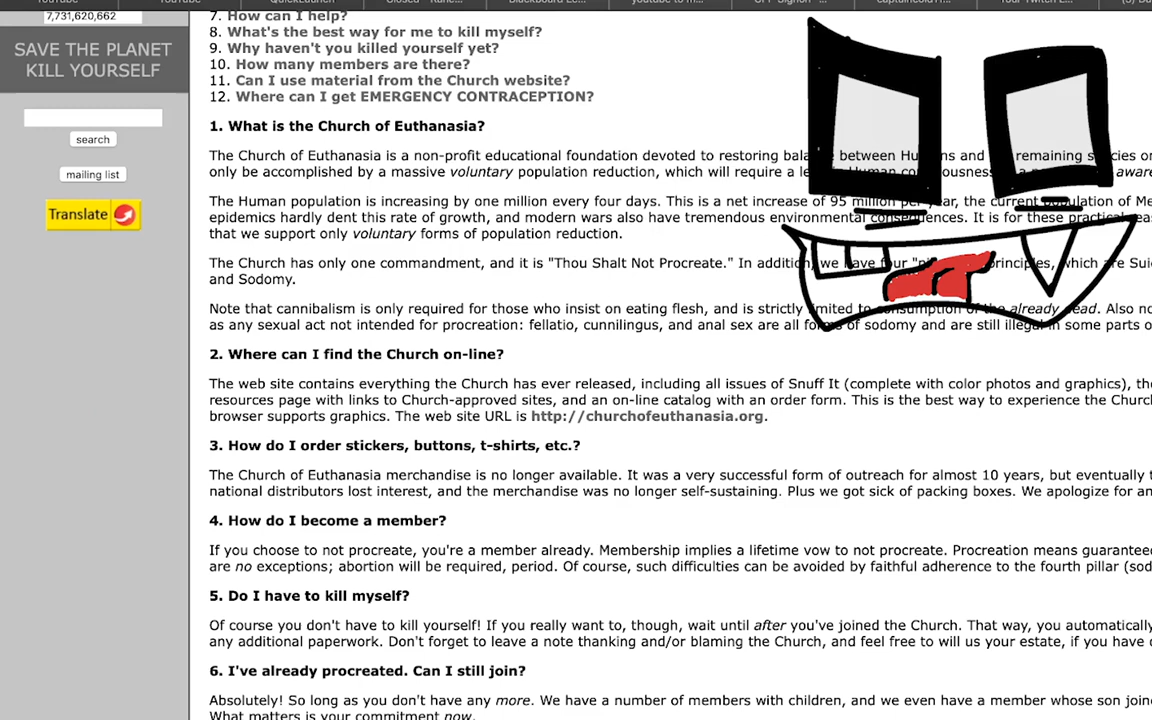 YouTube
YouTube
QuickLaunch
7,731,620,662
SAVE THE PLANET
KILL YOURSELF
search
mailing list
Translate
7. How can I help?
8. What's the best way for me to kill myself?
9. Why haven't you killed yourself yet?
10. How many members are there?
11. Can I use material from the Church website?
12. Where can I get EMERGENCY CONTRACEPTION?
1. What is the Church of Euthanasia?
The Church of Euthanasia is a non-profit educational foundation devoted to restoring between and remaining
only be accomplished by a massive voluntary population reduction, which will require a
The Human population is increasing by one million every four days. This is a net increase of 95 million per year, the current population of
epidemics hardly dent this rate of growth, and modern wars also have tremendous environmental consequences. It is for these practical
that we support only voluntary forms of population reduction.
The Church has only one commandment, and it is "Thou Shalt Not Procreate." In addition, we have four principles, which are
and Sodomy.
Note that cannibalism is only required for those who insist on eating flesh, and is strictly limited to consumption of the already dead. Also
as any sexual act not intended for procreation: fellatio, cunnilingus, and anal sex are all forms of sodomy and are still illegal in some parts
2. Where can I find the Church on-line?
The web site contains everything the Church has ever released, including all issues of Snuff It (complete with color photos and graphics), the
resources page with links to Church-approved sites, and an on-line catalog with an order form. This is the best way to experience the
browser supports graphics. The web site URL is http://churchofeuthanasia.org.
3. How do I order stickers, buttons, t-shirts, etc.?
The Church of Euthanasia merchandise is no longer available. It was a very successful form of outreach for almost 10 years, but eventually
national distributors lost interest, and the merchandise was no longer self-sustaining. Plus we got sick of packing boxes. We apologize for
4. How do I become a member?
If you choose to not procreate, you're a member already. Membership implies a lifetime vow to not procreate. Procreation means
are no exceptions; abortion will be required, period. Of course, such difficulties can be avoided by faithful adherence to the fourth pillar
5. Do I have to kill myself?
Of course you don't have to kill yourself! If you really want to, though, wait until after you've joined the Church. That way, you automatically
any additional paperwork. Don't forget to leave a note thanking and/or blaming the Church, and feel free to will us your estate, if you have
6. I've already procreated. Can I still join?
Absolutely! So long as you don't have any more. We have a number of members with children, and we even have a member whose son
What matters is your commitment now.